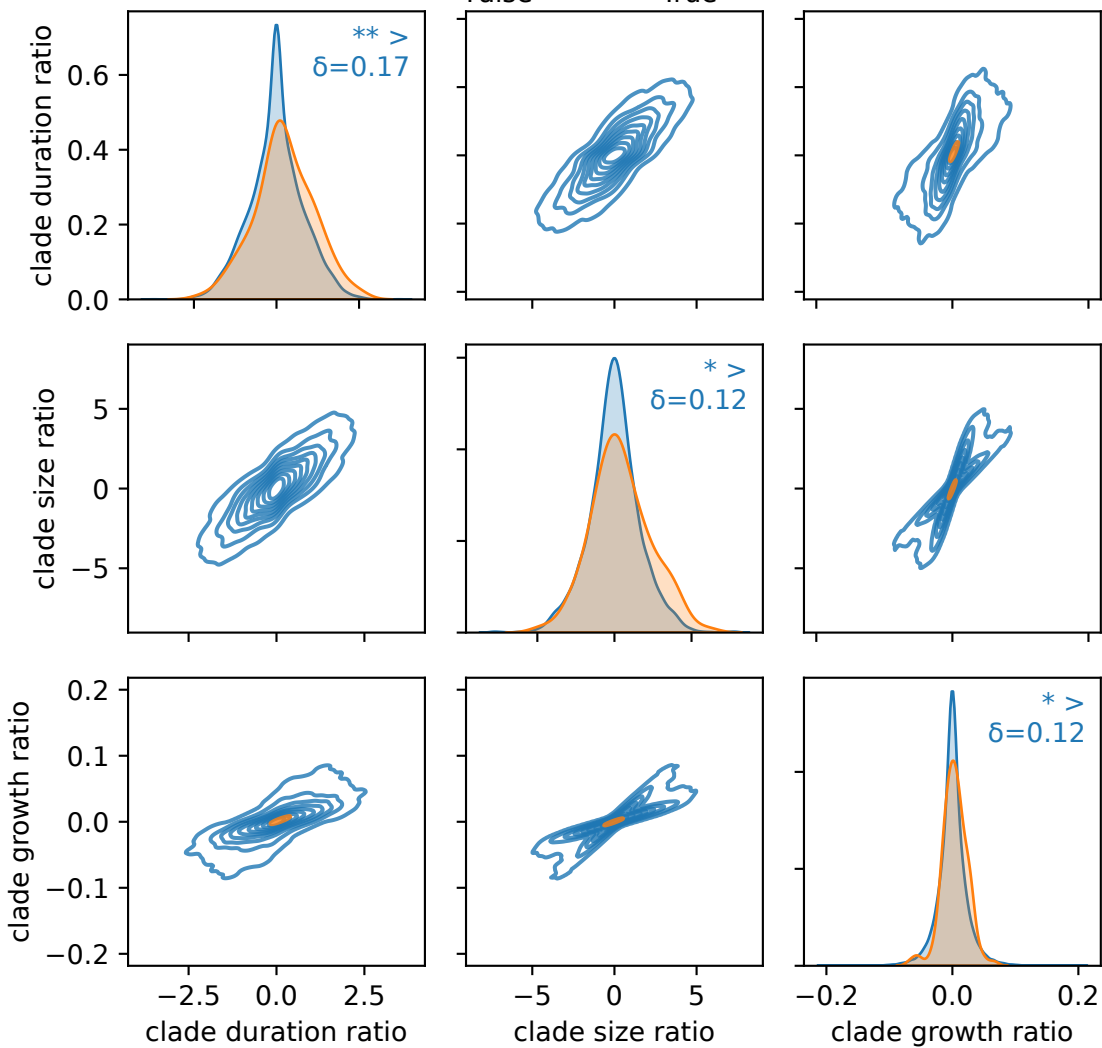 clade duration ratio
0.6
0.4
0.2
0.0
** >
δ=0.17
clade size ratio
5
0
−5
* >
δ=0.12
clade growth ratio
0.2
0.1
0.0
−0.1
−0.2
* >
δ=0.12
−2.5 0.0 2.5
clade duration ratio
−5 0 5
clade size ratio
−0.2 0.0 0.2
clade growth ratio